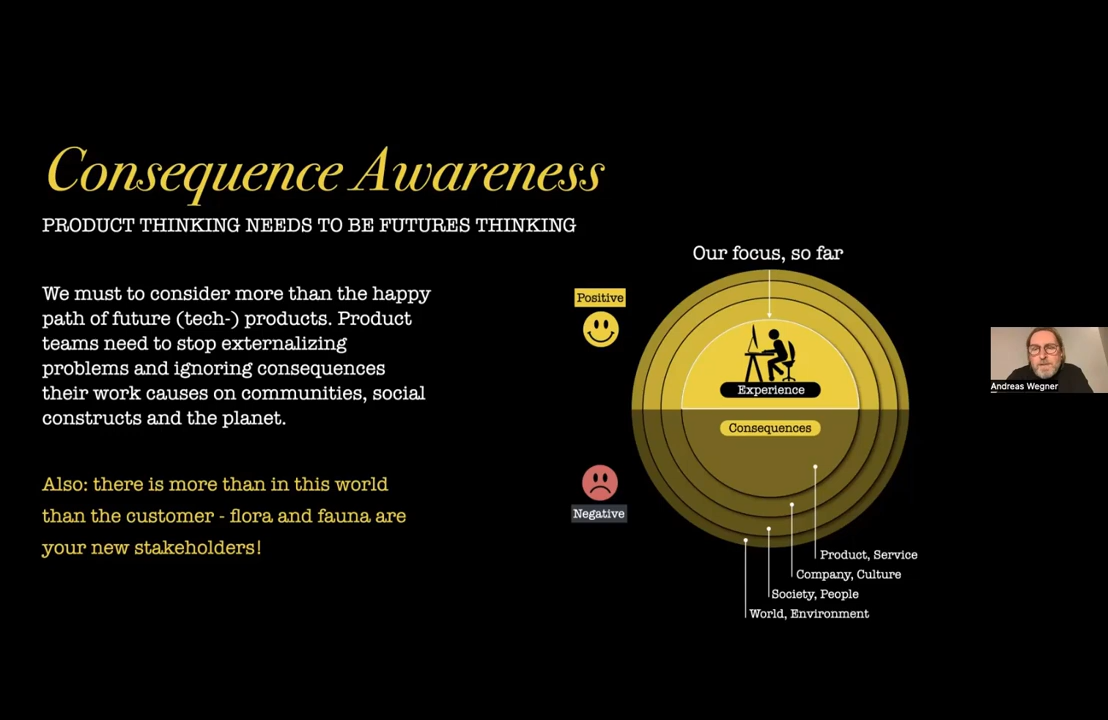 Consequence Awareness
PRODUCT THINKING NEEDS TO BE FUTURES THINKING
We must to consider more than the happy
path of future (tech-) products. Product
teams need to stop externalizing
problems and ignoring consequences
their work causes on communities, social
constructs and the planet.
Also: there is more than in this world
than the customer - flora and fauna are
your new stakeholders!
Our focus, so far
Positive
Experience
Consequences
Negative
Product, Service
Company, Culture
Society, People
World, Environment
Andreas Wegner